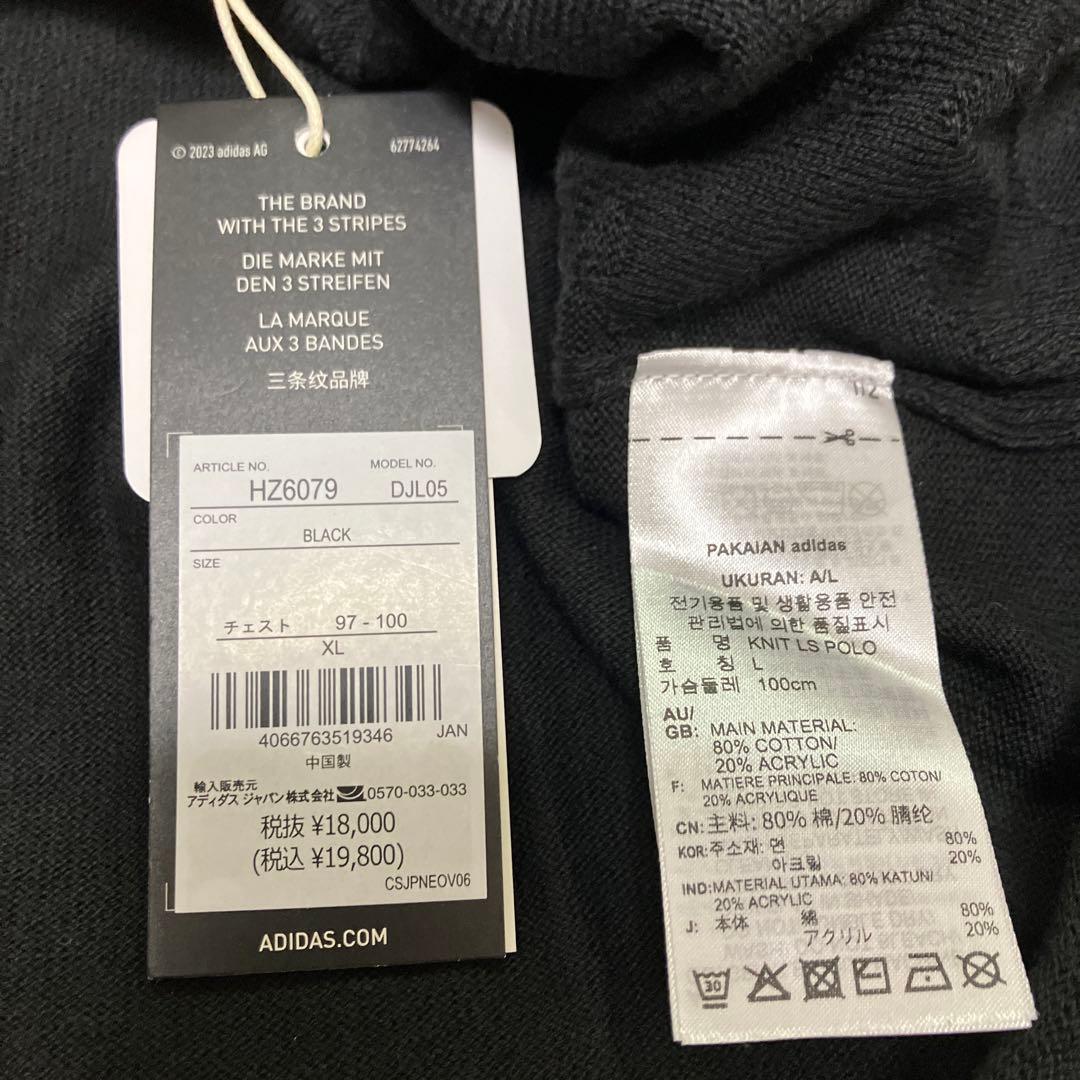 © 2023 adidas AG
62774264
THE BRAND
WITH THE 3 STRIPES
DIE MARKE MIT
DEN 3 STREIFEN
LA MARQUE
AUX 3 BANDES
三条纹品牌
ARTICLE NO. MODEL NO.
HZ6079 DJL05
COLOR
BLACK
SIZE
チェスト 97 - 100
XL
4066763519346 JAN
中国製
輸入販売元
アディダス ジャパン株式会社 0570-033-033
税抜 ¥18,000
(税込 ¥19,800)
CSJPNEOV06
ADIDAS.COM
PAKAIAN adidas
UKURAN: A/L
전기용품 및 생활용품 안전
관리법에 의한 품질표시
품 명 KNIT LS POLO
호 칭 L
가슴둘레 100cm
AU/
GB: MAIN MATERIAL:
80% COTTON/
20% ACRYLIC
F: MATIERE PRINCIPALE: 80% COTON/
20% ACRYLIQUE
CN: 主料: 80% 棉/20% 腈纶
KOR: 주소재: 면 80%
아크릴 20%
IND: MATERIAL UTAMA: 80% KATUN/
20% ACRYLIC
J: 本体 綿 80%
アクリル 20%
30